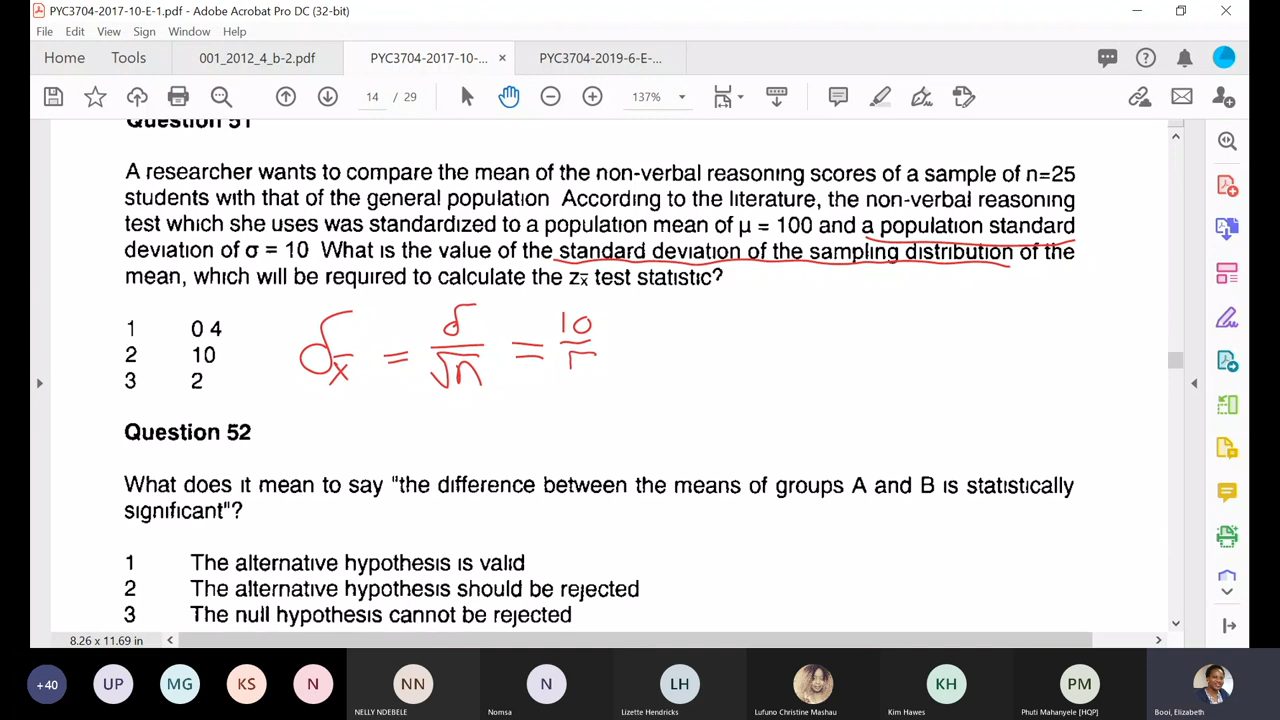 PYC3704-2017-10-E-1.pdf - Adobe Acrobat Pro DC (32-bit)
File Edit View Sign Window Help
Home Tools 001_2012_4_b-2.pdf PYC3704-2017-10-... × PYC3704-2019-6-E-...
14 / 29 137%
Question 51
A researcher wants to compare the mean of the non-verbal reasoning scores of a sample of n=25
students with that of the general population According to the literature, the non-verbal reasoning
test which she uses was standardized to a population mean of μ = 100 and a population standard
deviation of σ = 10 What is the value of the standard deviation of the sampling distribution of the
mean, which will be required to calculate the zx̅ test statistic?
1 0 4
2 10
3 2
σx̅ = σ/√n = 10/
Question 52
What does it mean to say "the difference between the means of groups A and B is statistically
significant"?
1 The alternative hypothesis is valid
2 The alternative hypothesis should be rejected
3 The null hypothesis cannot be rejected
8.26 x 11.69 in
+40 UP MG KS N NN N LH KH PM
NELLY NDEBELE Nomsa Lizette Hendricks Lufuno Christine Mashau Kim Hawes Phuti Mahanyele [HQP] Booi, Elizabeth